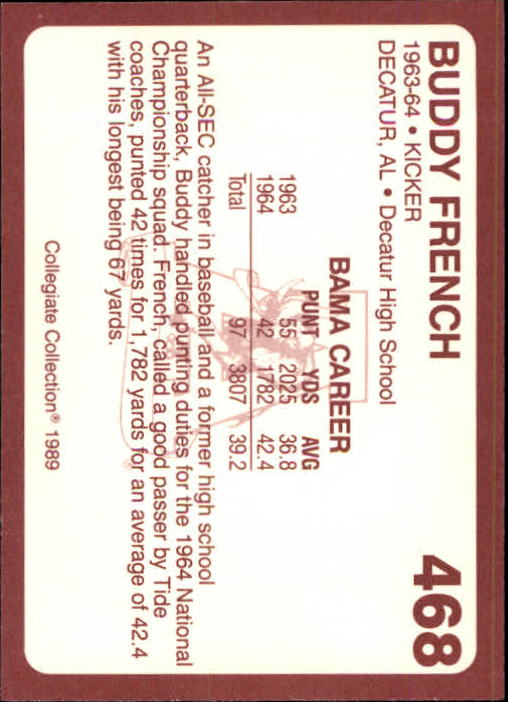 BUDDY FRENCH 468
1963-64 • KICKER
DECATUR, AL • Decatur High School
BAMA CAREER
PUNT YDS AVG
1963 55 2025 36.8
1964 42 1782 42.4
Total 97 3807 39.2
An All-SEC catcher in baseball and a former high school
quarterback, Buddy handled punting duties for the 1964 National
Championship squad. French, called a good passer by Tide
coaches, punted 42 times for 1,782 yards for an average of 42.4
with his longest being 67 yards.
Collegiate Collection® 1989